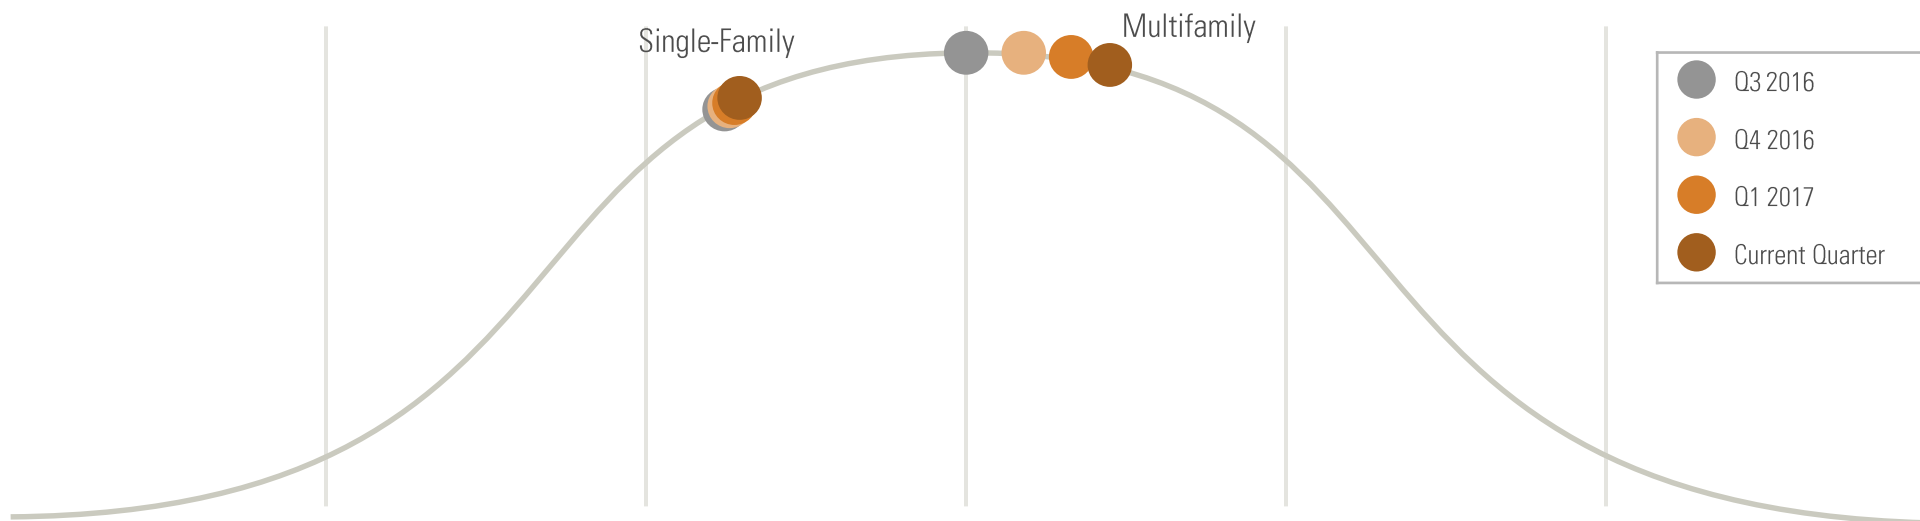 Single-Family
Multifamily
Q3 2016
Q4 2016
Q1 2017
Current Quarter